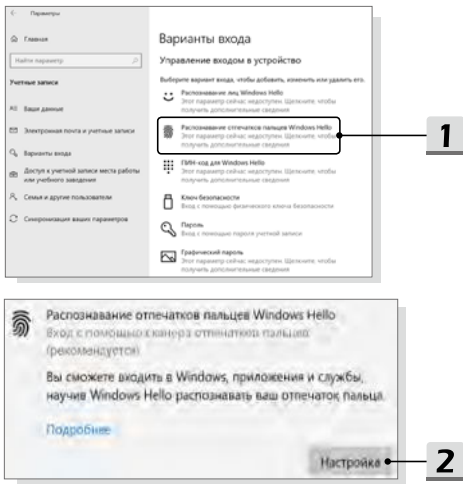 Параметры
Главная
Найти параметр
Учетные записи
Ваши данные
Электронная почта и учетные записи
Варианты входа
Доступ к учетной записи места работы
или учебного заведения
Семья и другие пользователи
Синхронизация ваших параметров
Варианты входа
Управление входом в устройство
Выберите вариант входа, чтобы добавить, изменить или удалить его.
Распознавание лиц Windows Hello
Этот параметр сейчас недоступен. Щелкните, чтобы
получить дополнительные сведения
Распознавание отпечатков пальцев Windows Hello
Этот параметр сейчас недоступен. Щелкните, чтобы
получить дополнительные сведения
ПИН-код для Windows Hello
Этот параметр сейчас недоступен. Щелкните, чтобы
получить дополнительные сведения
Ключ безопасности
Вход с помощью физического ключа безопасности
Пароль
Вход с помощью пароля учетной записи
Графический пароль
Этот параметр сейчас недоступен. Щелкните, чтобы
получить дополнительные сведения
1
Распознавание отпечатков пальцев Windows Hello
Вход с помощью сканера отпечатков пальцев
(рекомендуется)
Вы сможете входить в Windows, приложения и службы,
научив Windows Hello распознавать ваш отпечаток пальца.
Подробнее
Настройка
2